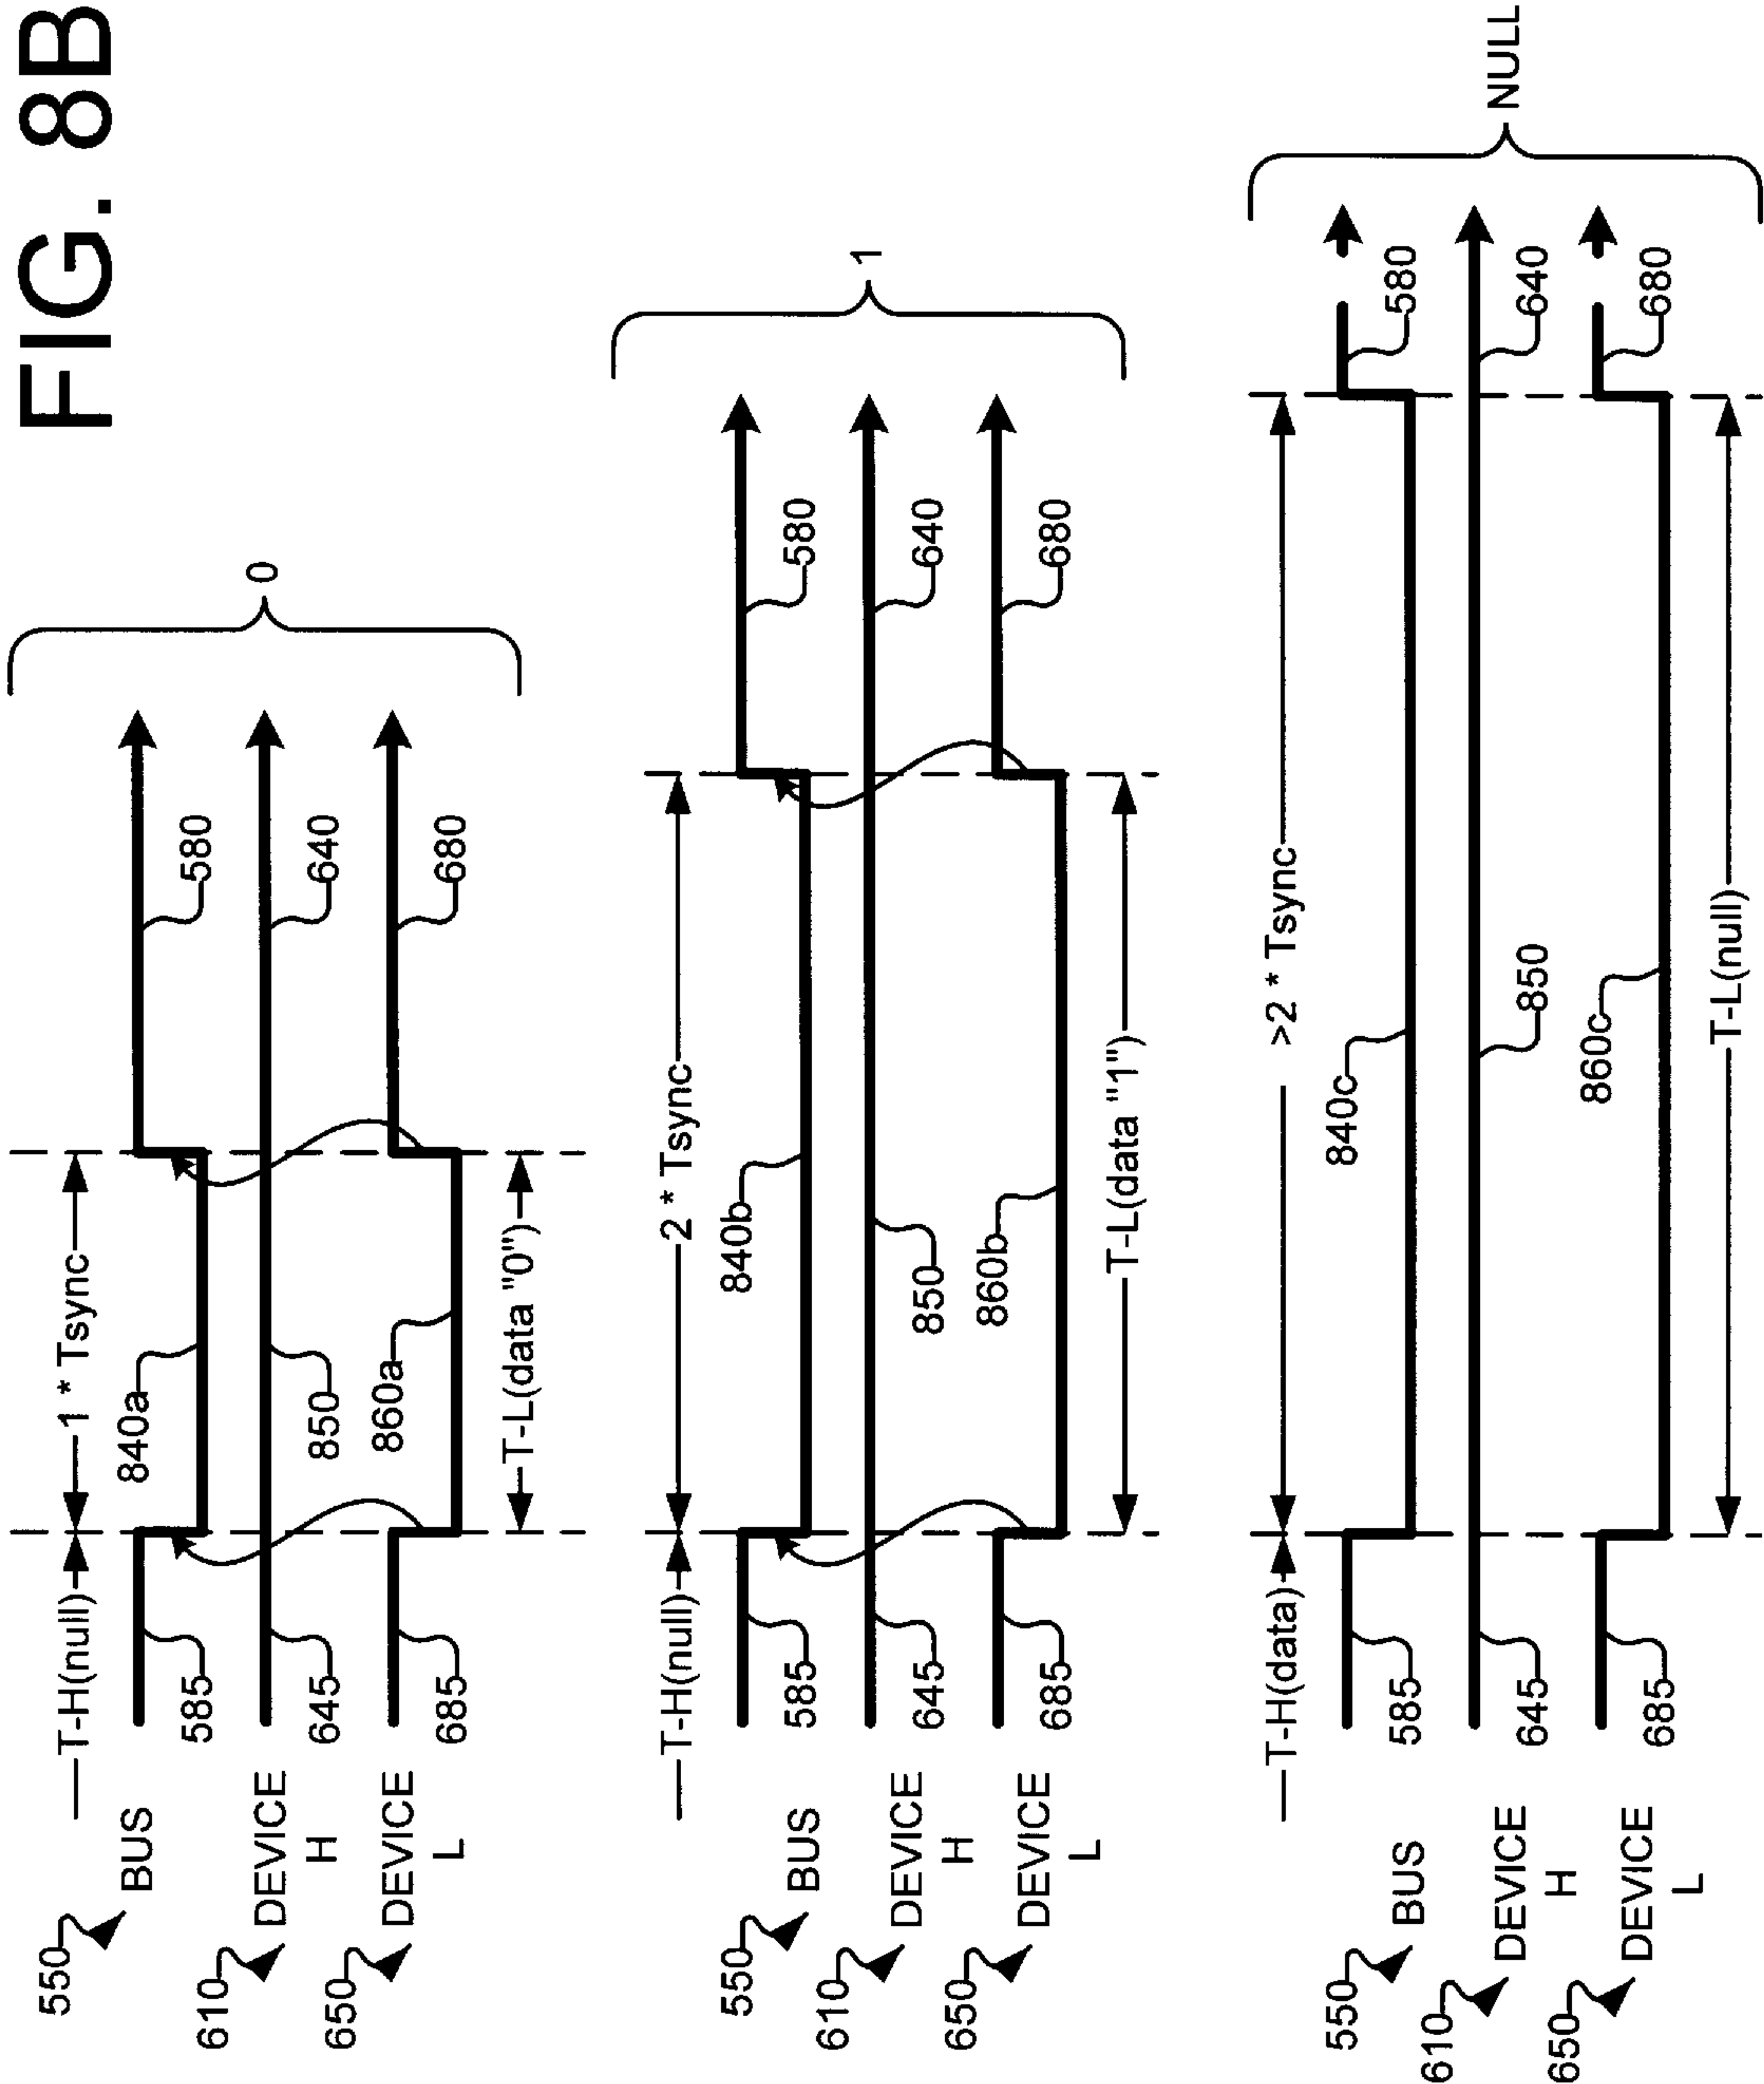 FIG. 8B
T-H(null) 1 * Tsync
550 BUS 585 840a 580
610 DEVICE H 645 850 640 0
650 DEVICE L 685 860a 680
T-L(data "0")
T-H(null) 2 * Tsync
550 BUS 585 840b 580
610 DEVICE H 645 850 640 1
650 DEVICE L 685 860b 680
T-L(data "1")
T-H(data) >2 * Tsync
550 BUS 585 840c 580
610 DEVICE H 645 850 640 NULL
650 DEVICE L 685 860c 680
T-L(null)